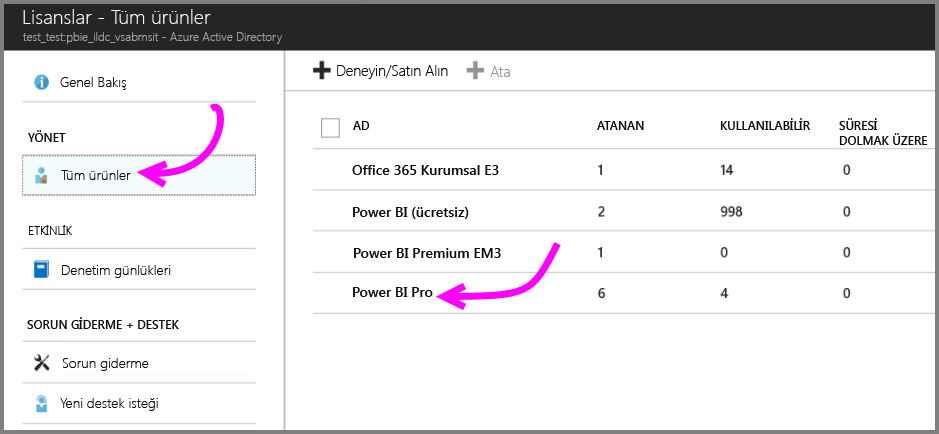 Lisanslar - Tüm ürünler
test_test:pbie_ildc_vsabmsit - Azure Active Directory
Genel Bakış
YÖNET
Tüm ürünler
ETKİNLİK
Denetim günlükleri
SORUN GİDERME + DESTEK
Sorun giderme
Yeni destek isteği
Deneyin/Satın Alın Ata
AD ATANAN KULLANILABİLİR SÜRESİ
DOLMAK ÜZERE
Office 365 Kurumsal E3 1 14 0
Power BI (ücretsiz) 2 998 0
Power BI Premium EM3 1 0 0
Power BI Pro 6 4 0